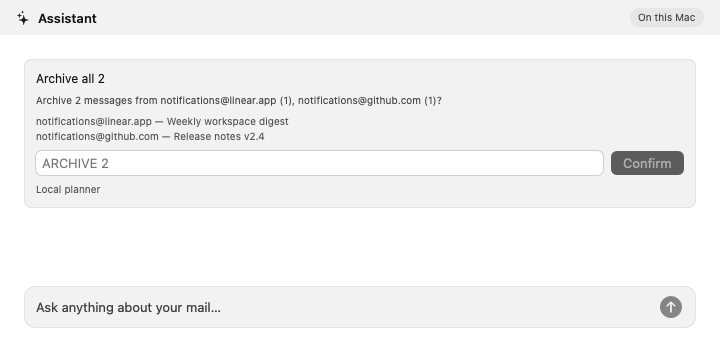 Assistant
On this Mac
Archive all 2
Archive 2 messages from notifications@linear.app (1), notifications@github.com (1)?
notifications@linear.app — Weekly workspace digest
notifications@github.com — Release notes v2.4
ARCHIVE 2
Confirm
Local planner
Ask anything about your mail...